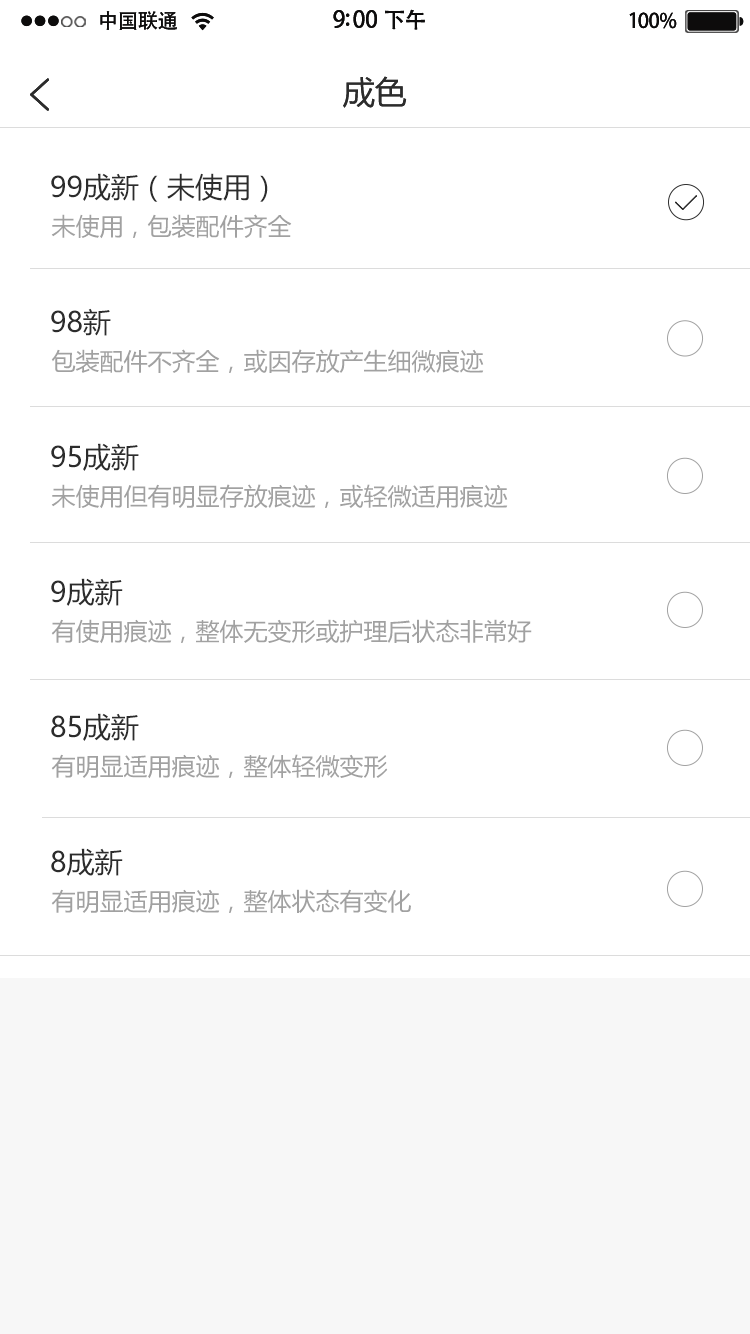 中国联通 9:00 下午 100%
成色
99成新（未使用）
未使用，包装配件齐全
98新
包装配件不齐全，或因存放产生细微痕迹
95成新
未使用但有明显存放痕迹，或轻微适用痕迹
9成新
有使用痕迹，整体无变形或护理后状态非常好
85成新
有明显适用痕迹，整体轻微变形
8成新
有明显适用痕迹，整体状态有变化